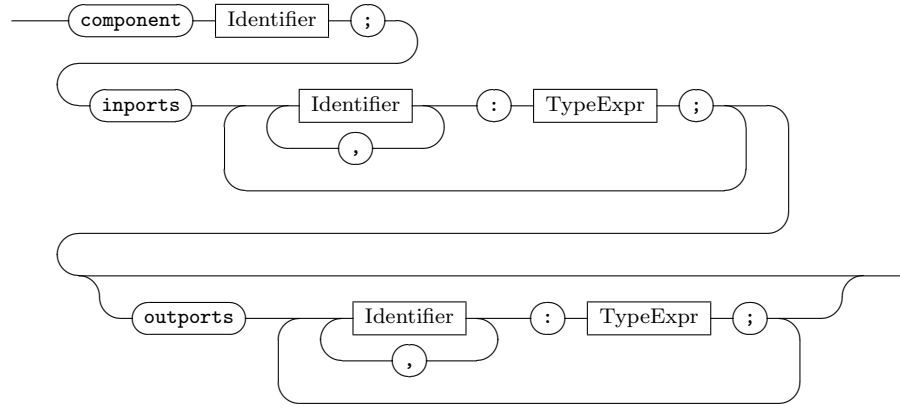 component Identifier ;
inports Identifier : TypeExpr ;
,
outports Identifier : TypeExpr ;
,